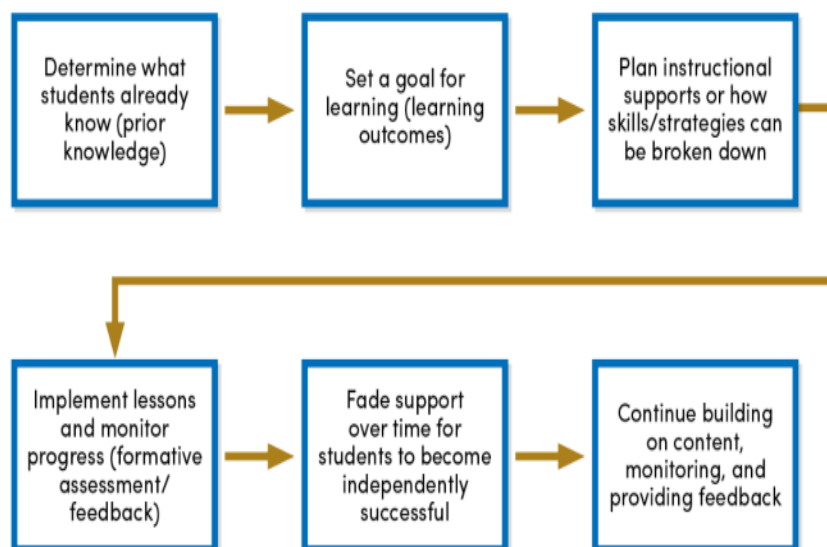 Determine what
students already
know (prior
knowledge)
Set a goal for
learning (learning
outcomes)
Plan instructional
supports or how
skills/strategies can
be broken down
Implement lessons
and monitor
progress (formative
assessment/
feedback)
Fade support
over time for
students to become
independently
successful
Continue building
on content,
monitoring, and
providing feedback